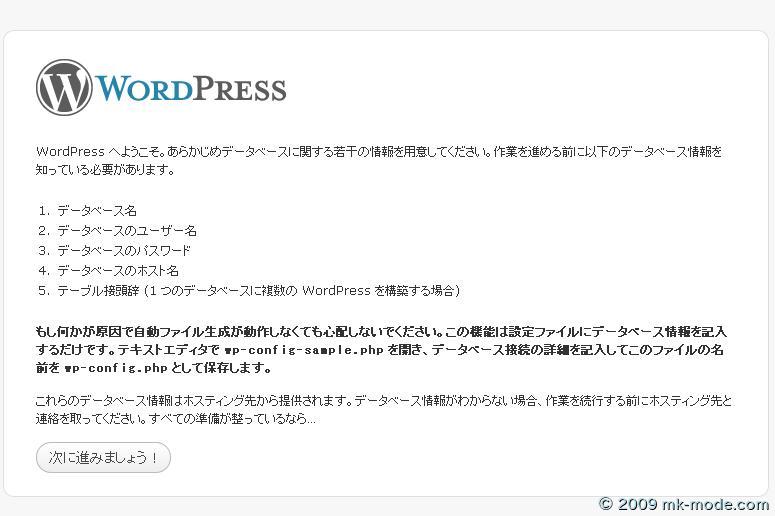 WORDPRESS
WordPress へようこそ。あらかじめデータベースに関する若干の情報を用意してください。作業を進める前に以下のデータベース情報を
知っている必要があります。
1. データベース名
2. データベースのユーザー名
3. データベースのパスワード
4. データベースのホスト名
5. テーブル接頭辞 (1 つのデータベースに複数の WordPress を構築する場合)
もし何かが原因で自動ファイル生成が動作しなくても心配しないでください。この機能は設定ファイルにデータベース情報を記入
するだけです。テキストエディタで wp-config-sample.php を開き、データベース接続の詳細を記入してこのファイルの名
前を wp-config.php として保存します。
これらのデータベース情報はホスティング先から提供されます。データベース情報がわからない場合、作業を続行する前にホスティング先と
連絡を取ってください。すべての準備が整っているなら...
次に進みましょう！
© 2009 mk-mode.com